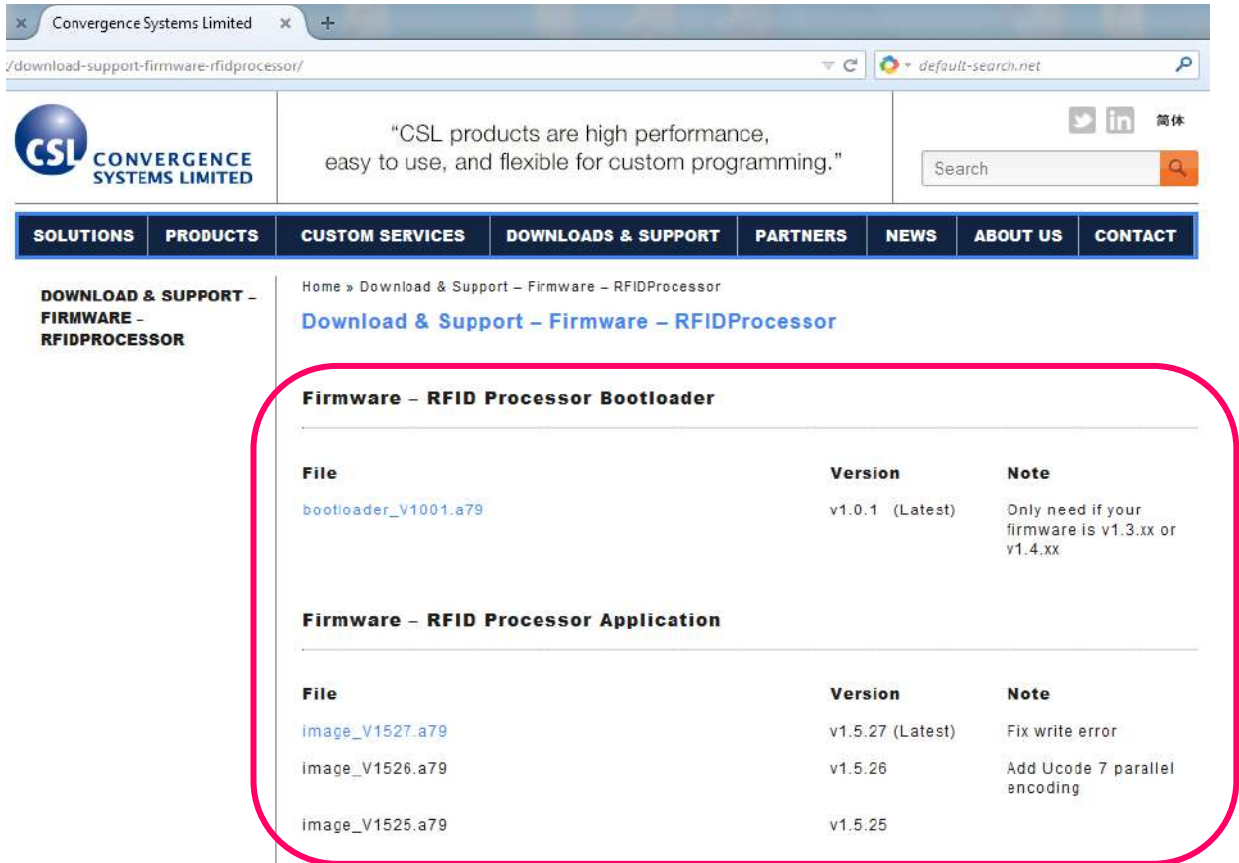 Convergence Systems Limited
/download-support-firmware-rfidprocessor/
default-search.net
CSL
CONVERGENCE
SYSTEMS LIMITED
“CSL products are high performance,
easy to use, and flexible for custom programming.”
in
简体
Search
SOLUTIONS PRODUCTS CUSTOM SERVICES DOWNLOADS & SUPPORT PARTNERS NEWS ABOUT US CONTACT
DOWNLOAD & SUPPORT –
FIRMWARE –
RFIDPROCESSOR
Home » Download & Support – Firmware – RFIDProcessor
Download & Support – Firmware – RFIDProcessor
Firmware – RFID Processor Bootloader
File Version Note
bootloader_V1001.a79 v1.0.1 (Latest) Only need if your
firmware is v1.3.xx or
v1.4.xx
Firmware – RFID Processor Application
File Version Note
image_V1527.a79 v1.5.27 (Latest) Fix write error
image_V1526.a79 v1.5.26 Add Ucode 7 parallel
encoding
image_V1525.a79 v1.5.25